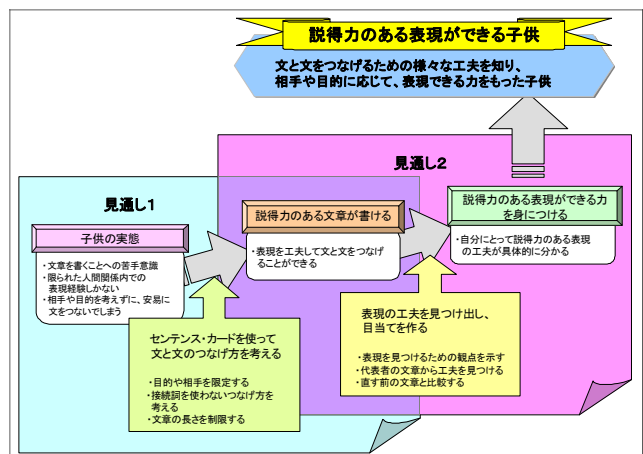 説得力のある表現ができる子供
文と文をつなげるための様々な工夫を知り、
相手や目的に応じて、表現できる力をもった子供
見通し2
見通し1
子供の実態
・文章を書くことへの苦手意識
・限られた人間関係内での
表現経験しかない
・相手や目的を考えずに、安易に
文をつないでしまう
説得力のある文章が書ける
・表現を工夫して文と文をつなげ
ることができる
説得力のある表現ができる力
を身につける
・自分にとって説得力のある表現
の工夫が具体的に分かる
センテンス・カードを使って
文と文のつなげ方を考える
・目的や相手を限定する
・接続詞を使わないつなげ方を
考える
・文章の長さを制限する
表現の工夫を見つけ出し、
目当てを作る
・表現を見つけるための観点を示す
・代表者の文章から工夫を見つける
・直す前の文章と比較する